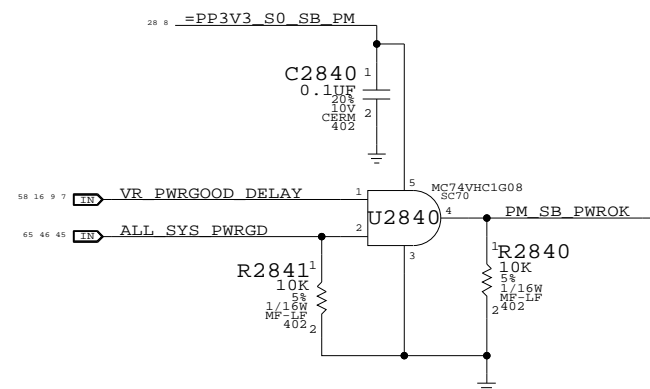 28 8 =PP3V3_S0_SB_PM
C2840 1
0.1UF
20%
10V
CERM 2
402
5
MC74VHC1G08
SC70
58 16 9 7 IN VR_PWRGOOD_DELAY 1
U2840 4 PM_SB_PWROK
65 46 45 IN ALL_SYS_PWRGD 2
3
R2841 1
10K
5%
1/16W
MF-LF
402 2
1 R2840
10K
5%
1/16W
MF-LF
2 402